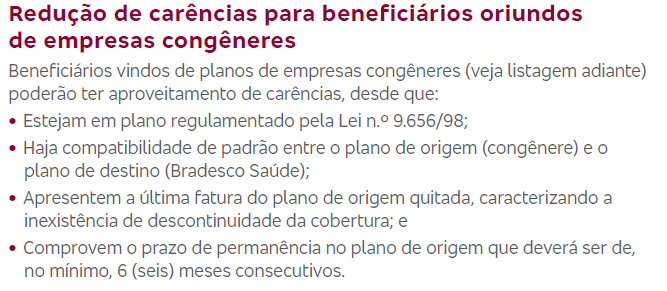 Redução de carências para beneficiários oriundos
de empresas congêneres
Beneficiários vindos de planos de empresas congêneres (veja listagem adiante)
poderão ter aproveitamento de carências, desde que:
• Estejam em plano regulamentado pela Lei n.º 9.656/98;
• Haja compatibilidade de padrão entre o plano de origem (congênere) e o
plano de destino (Bradesco Saúde);
• Apresentem a última fatura do plano de origem quitada, caracterizando a
inexistência de descontinuidade da cobertura; e
• Comprovem o prazo de permanência no plano de origem que deverá ser de,
no mínimo, 6 (seis) meses consecutivos.